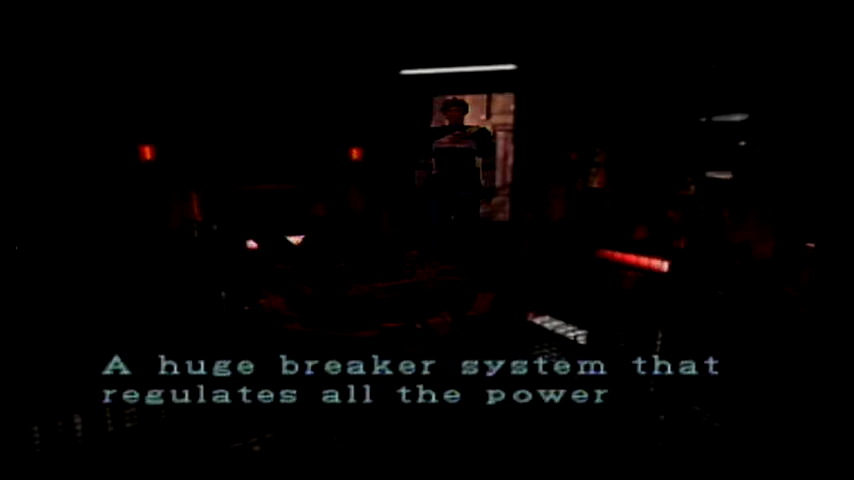 A huge breaker system that
regulates all the power